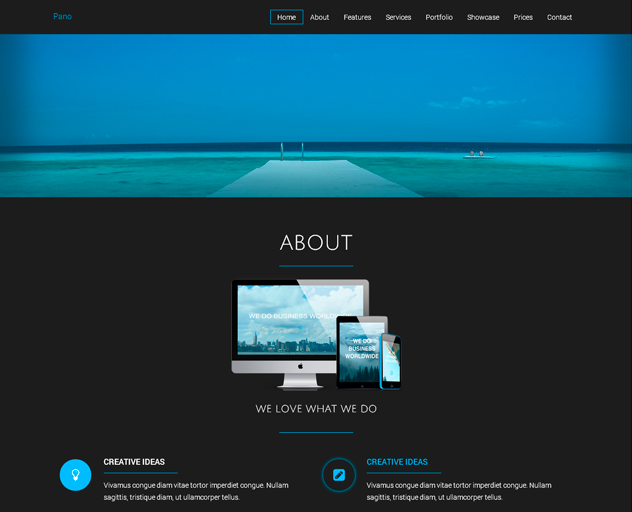 Pano
Home About Features Services Portfolio Showcase Prices Contact
ABOUT
WE DO BUSINESS WORLDWIDE
WE DO
BUSINESS
WORLDWIDE
WE LOVE WHAT WE DO
CREATIVE IDEAS
Vivamus congue diam vitae tortor imperdiet congue. Nullam
sagittis, tristique diam, ut ullamcorper tellus.
CREATIVE IDEAS
Vivamus congue diam vitae tortor imperdiet congue. Nullam
sagittis, tristique diam, ut ullamcorper tellus.